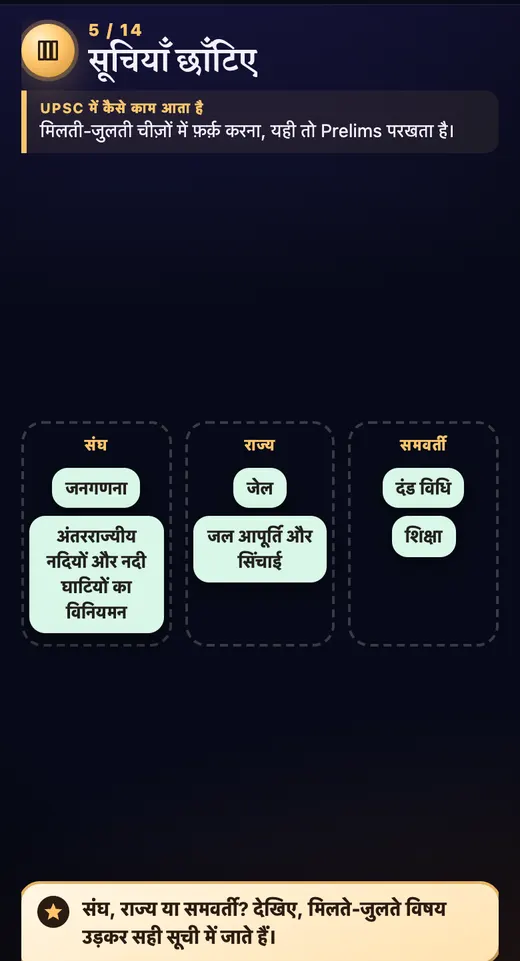 5 / 14
सूचियाँ छाँटिए
UPSC में कैसे काम आता है
मिलती-जुलती चीज़ों में फ़र्क़ करना, यही तो Prelims परखता है।
संघ
जनगणना
अंतरराज्यीय
नदियों और नदी
घाटियों का
विनियमन
राज्य
जेल
जल आपूर्ति और
सिंचाई
समवर्ती
दंड विधि
शिक्षा
संघ, राज्य या समवर्ती? देखिए, मिलते-जुलते विषय
उड़कर सही सूची में जाते हैं।